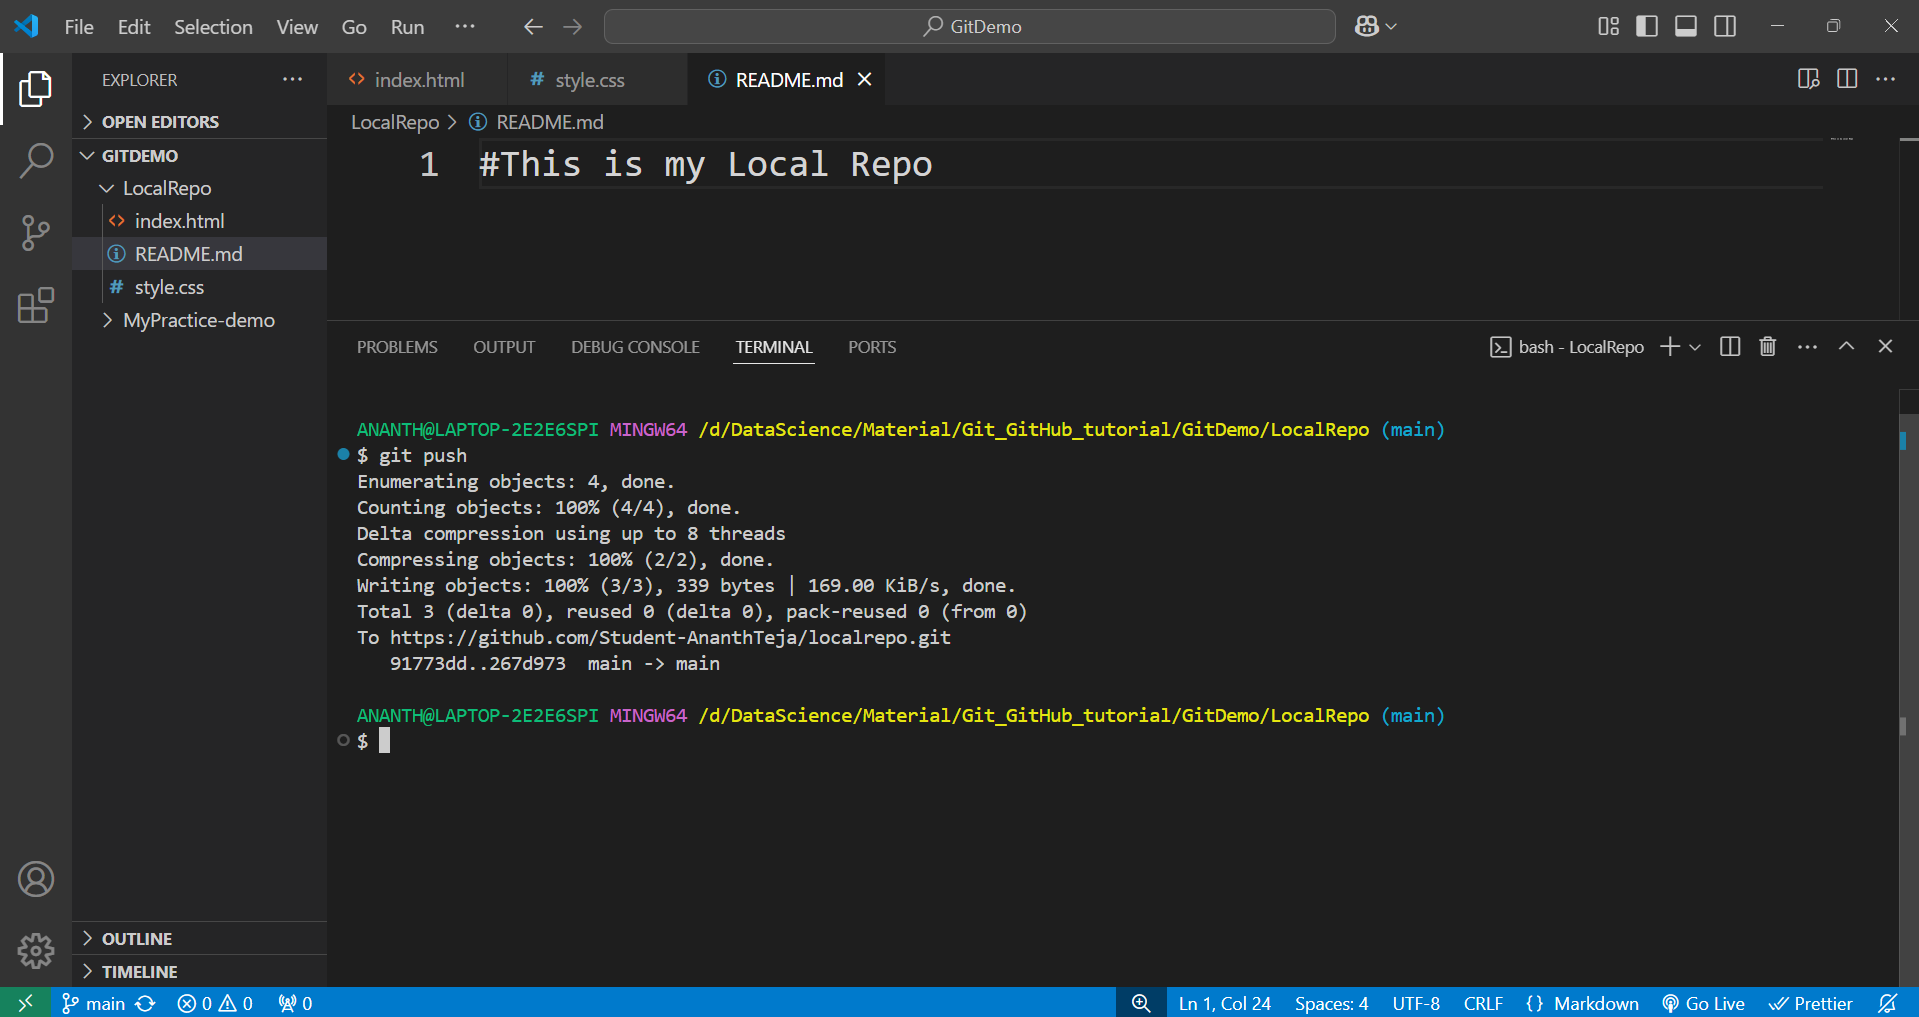 File Edit Selection View Go Run ··· GitDemo
EXPLORER ···
index.html
style.css
README.md
OPEN EDITORS
LocalRepo > README.md
GITDEMO
1 #This is my Local Repo
LocalRepo
index.html
README.md
style.css
MyPractice-demo
PROBLEMS OUTPUT DEBUG CONSOLE TERMINAL PORTS bash - LocalRepo
ANANTH@LAPTOP-2E2E6SPI MINGW64 /d/DataScience/Material/Git_GitHub_tutorial/GitDemo/LocalRepo (main)
$ git push
Enumerating objects: 4, done.
Counting objects: 100% (4/4), done.
Delta compression using up to 8 threads
Compressing objects: 100% (2/2), done.
Writing objects: 100% (3/3), 339 bytes | 169.00 KiB/s, done.
Total 3 (delta 0), reused 0 (delta 0), pack-reused 0 (from 0)
To https://github.com/Student-AnanthTeja/localrepo.git
91773dd..267d973 main -> main
ANANTH@LAPTOP-2E2E6SPI MINGW64 /d/DataScience/Material/Git_GitHub_tutorial/GitDemo/LocalRepo (main)
$
OUTLINE
TIMELINE
main 0 0 0 Ln 1, Col 24 Spaces: 4 UTF-8 CRLF {} Markdown Go Live Prettier